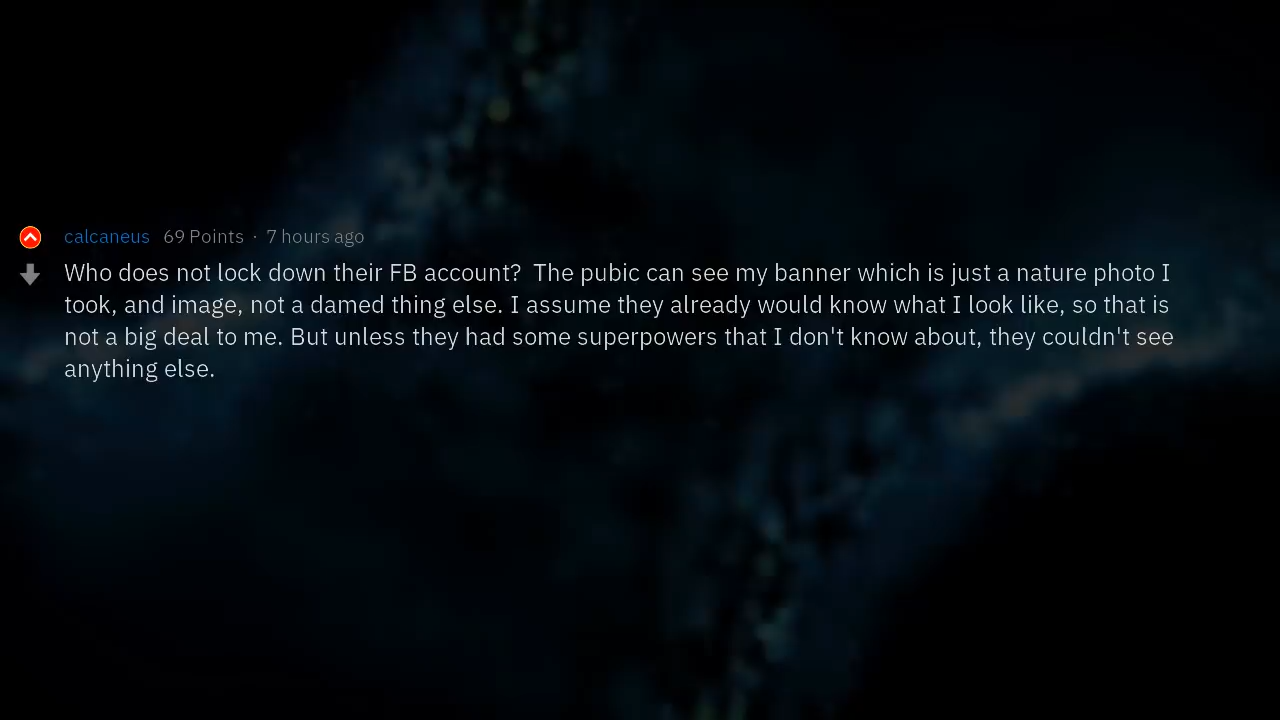 calcaneus 69 Points · 7 hours ago
Who does not lock down their FB account?  The pubic can see my banner which is just a nature photo I
took, and image, not a damed thing else. I assume they already would know what I look like, so that is
not a big deal to me. But unless they had some superpowers that I don't know about, they couldn't see
anything else.